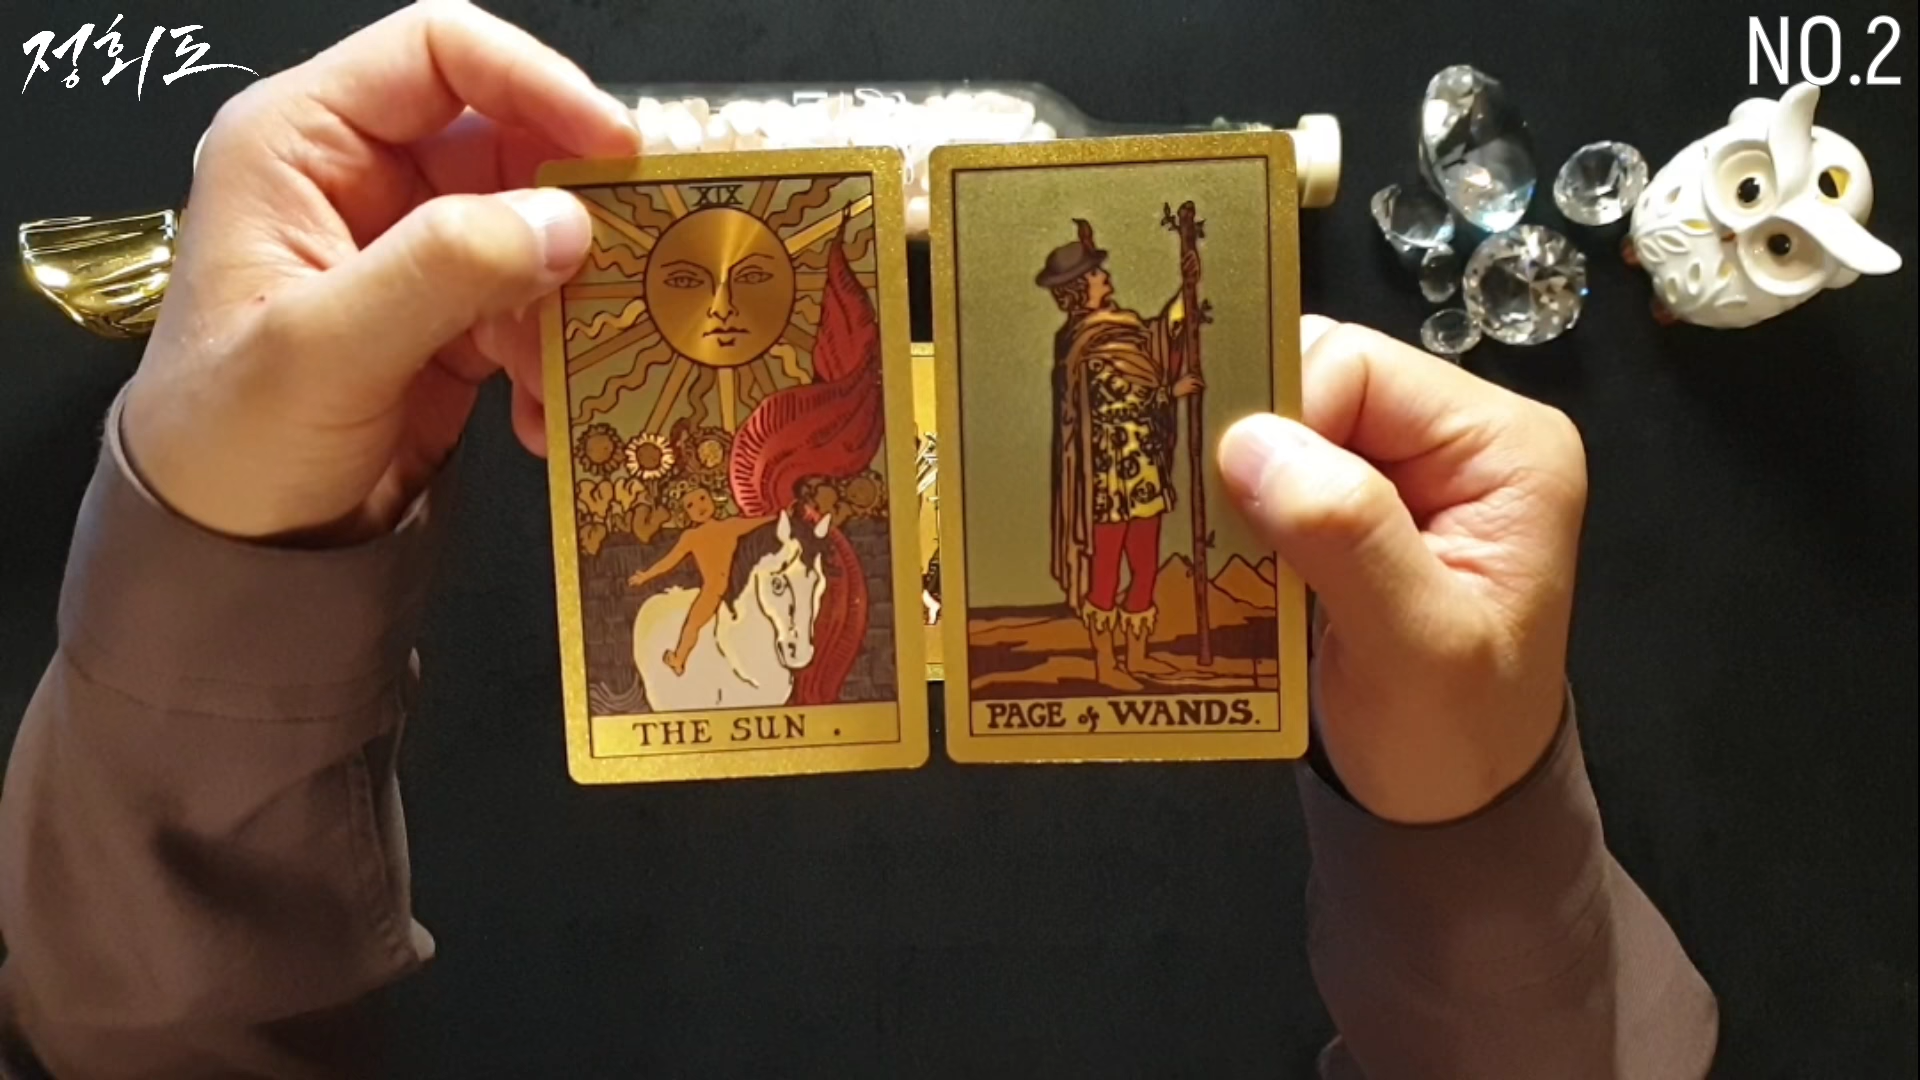 정회도
NO.2
XIX
THE SUN .
PAGE of WANDS.